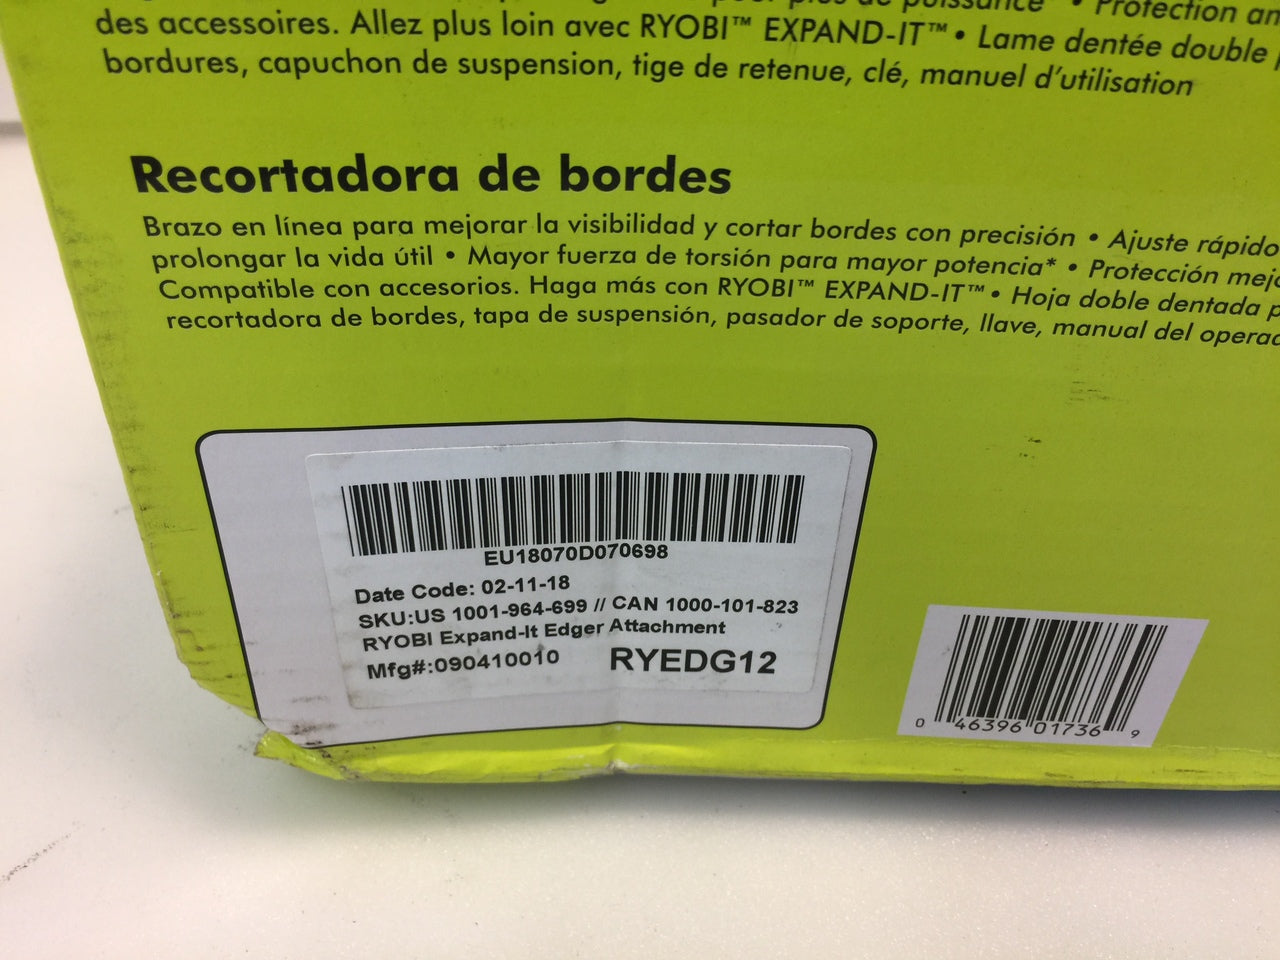 plus de puissance* • Protection
des accessoires. Allez plus loin avec RYOBI™ EXPAND-IT™ • Lame dentée double
bordures, capuchon de suspension, tige de retenue, clé, manuel d'utilisation
Recortadora de bordes
Brazo en línea para mejorar la visibilidad y cortar bordes con precisión • Ajuste rápido
prolongar la vida útil • Mayor fuerza de torsión para mayor potencia* • Protección
Compatible con accesorios. Haga más con RYOBI™ EXPAND-IT™ • Hoja doble dentada
recortadora de bordes, tapa de suspensión, pasador de soporte, llave, manual del
EU18070D070698
Date Code: 02-11-18
SKU:US 1001-964-699 // CAN 1000-101-823
RYOBI Expand-It Edger Attachment
Mfg#:090410010 RYEDG12
0 46396 01736 9